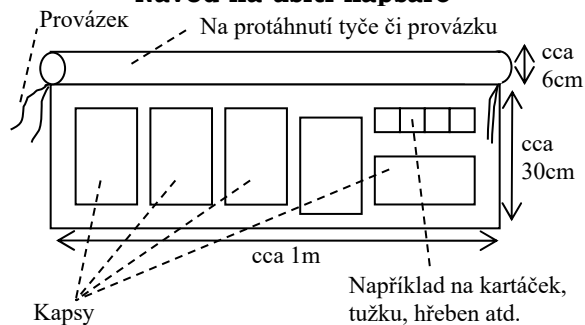 Návod na ušití kapsáře
Provázek
Na protáhnutí tyče či provázku
cca
6cm
cca
30cm
cca 1m
Například na kartáček,
tužku, hřeben atd.
Kapsy